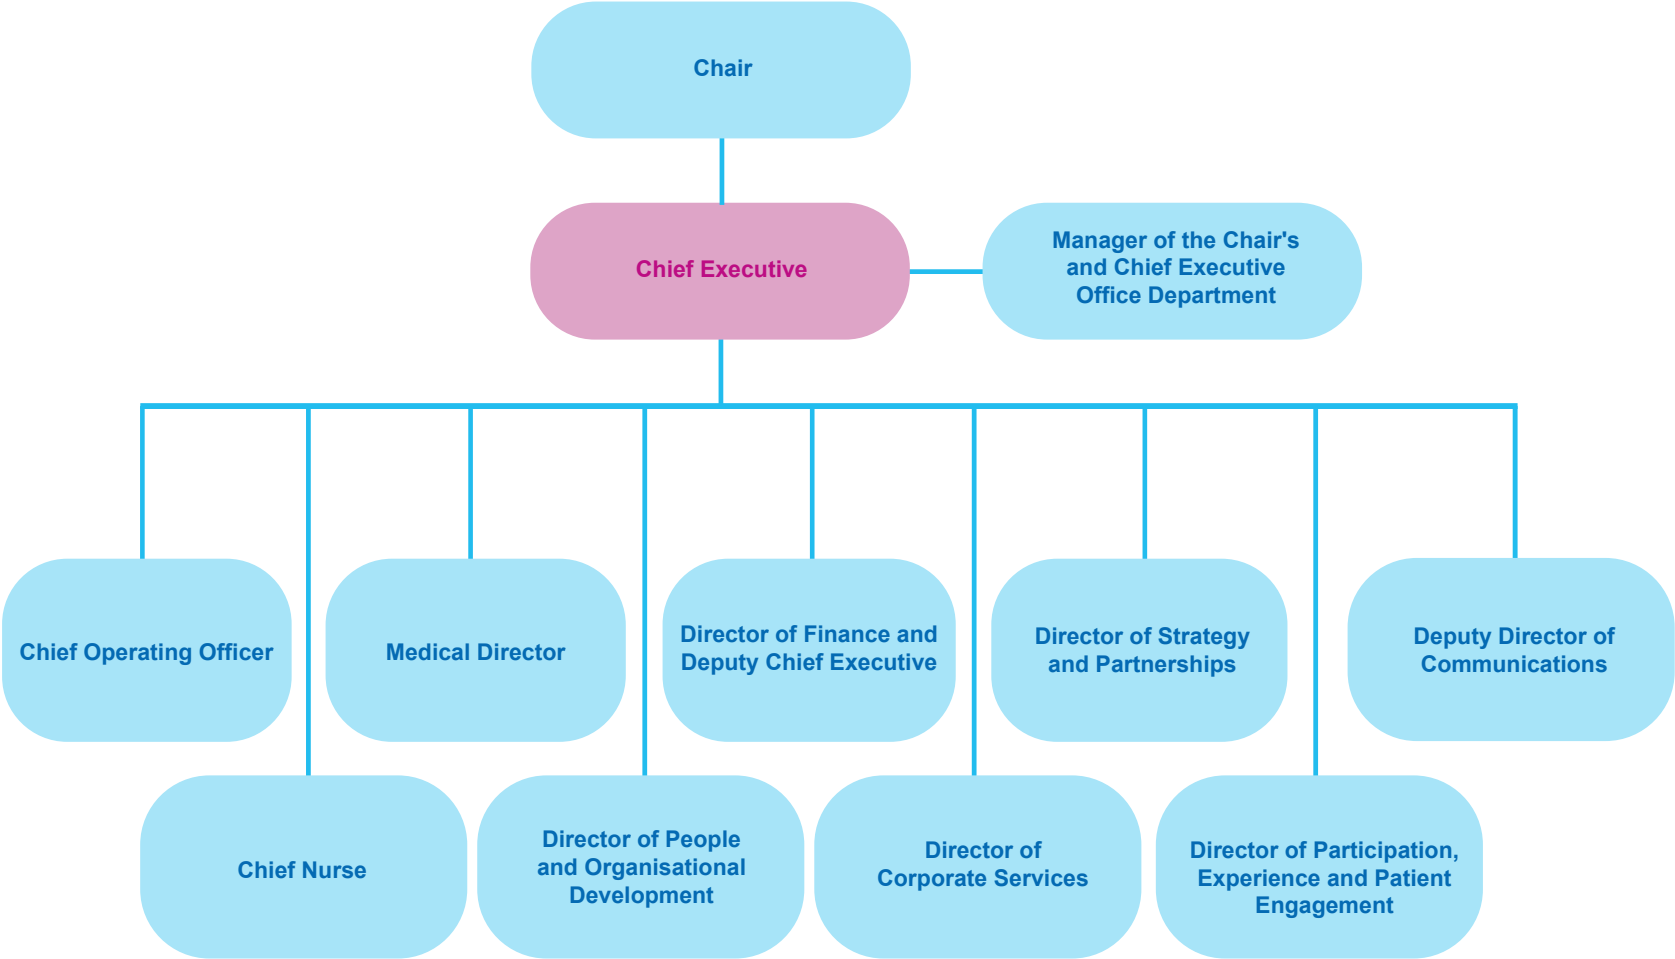 Chair
Chief Executive
Manager of the Chair's
and Chief Executive
Office Department
Chief Operating Officer
Medical Director
Director of Finance and
Deputy Chief Executive
Director of Strategy
and Partnerships
Deputy Director of
Communications
Chief Nurse
Director of People
and Organisational
Development
Director of
Corporate Services
Director of Participation,
Experience and Patient
Engagement